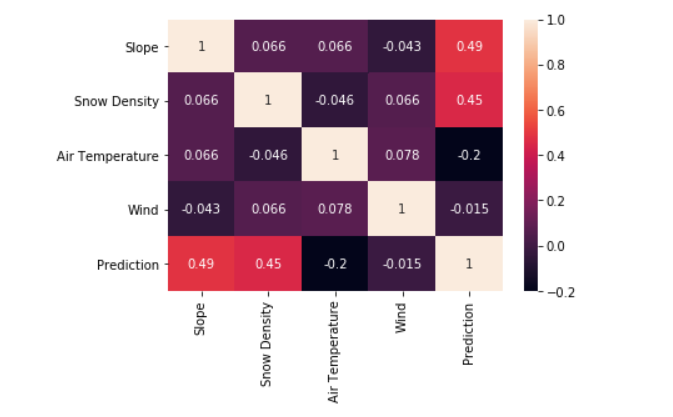 Slope 1 0.066 0.066 -0.043 0.49
Snow Density 0.066 1 -0.046 0.066 0.45
Air Temperature 0.066 -0.046 1 0.078 -0.2
Wind -0.043 0.066 0.078 1 -0.015
Prediction 0.49 0.45 -0.2 -0.015 1
Slope
Snow Density
Air Temperature
Wind
Prediction
1.0
0.8
0.6
0.4
0.2
0.0
−0.2